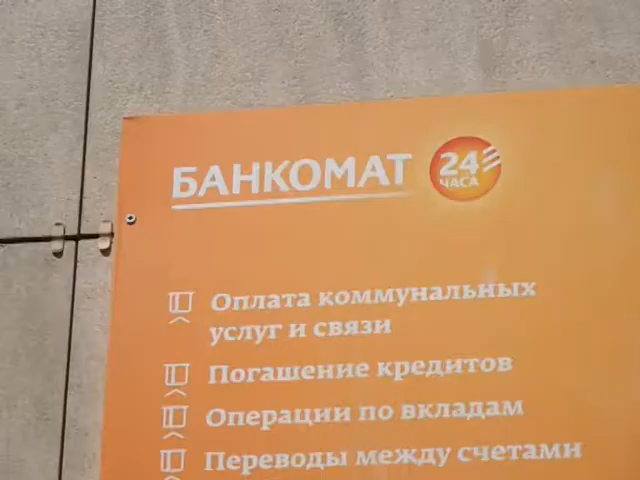 БАНКОМАТ
24
ЧАСА
Оплата коммунальных
услуг и связи
Погашение кредитов
Операции по вкладам
Переводы между счетами